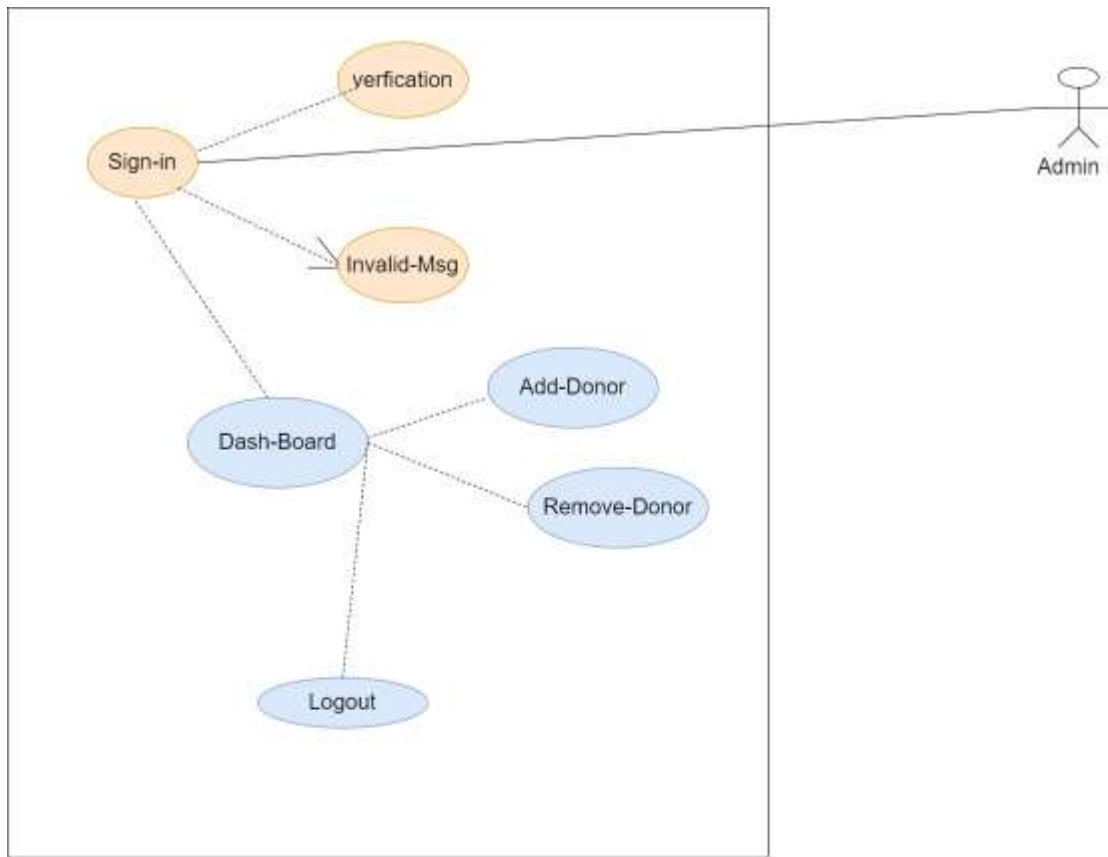 yerfication
Sign-in
Admin
Invalid-Msg
Add-Donor
Dash-Board
Remove-Donor
Logout